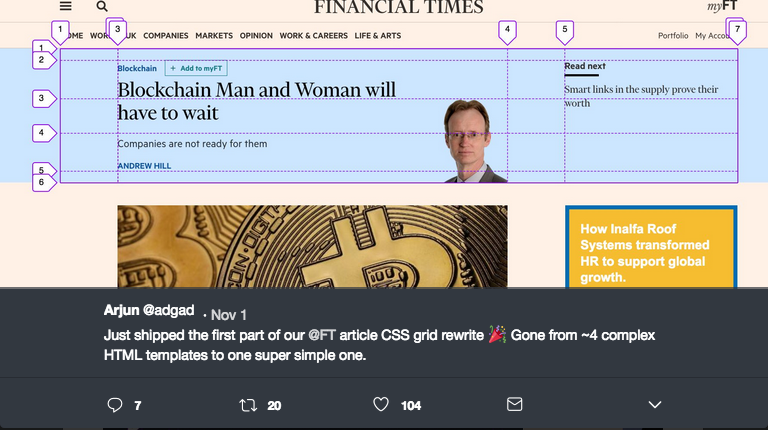 FINANCIAL TIMES
myFT
1 3 4 5 7
OME WOR UK COMPANIES MARKETS OPINION WORK & CAREERS LIFE & ARTS
Portfolio My Accou
1
2
3
4
5
6
Blockchain + Add to myFT
Blockchain Man and Woman will
have to wait
Companies are not ready for them
ANDREW HILL
Read next
Smart links in the supply prove their
worth
How Inalfa Roof
Systems transformed
HR to support global
growth.
Arjun @adgad . Nov 1
Just shipped the first part of our @FT article CSS grid rewrite 🎉 Gone from ~4 complex
HTML templates to one super simple one.
7 20 104